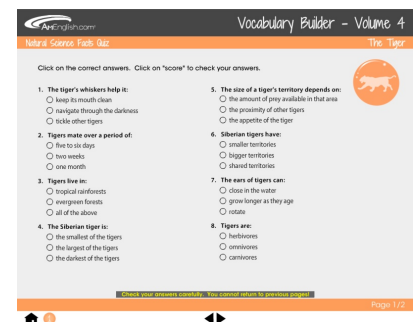 AMEnglish.com
Vocabulary Builder – Volume 4
Natural Science Facts Quiz
The Tiger
Click on the correct answers. Click on "score" to check your answers.
1. The tiger's whiskers help it:
keep its mouth clean
navigate through the darkness
tickle other tigers
2. Tigers mate over a period of:
five to six days
two weeks
one month
3. Tigers live in:
tropical rainforests
evergreen forests
all of the above
4. The Siberian tiger is:
the smallest of the tigers
the largest of the tigers
the darkest of the tigers
5. The size of a tiger's territory depends on:
the amount of prey available in that area
the proximity of other tigers
the appetite of the tiger
6. Siberian tigers have:
smaller territories
bigger territories
shared territories
7. The ears of tigers can:
close in the water
grow longer as they age
rotate
8. Tigers are:
herbivores
omnivores
carnivores
Check your answers carefully. You cannot return to previous pages!
Page 1/2